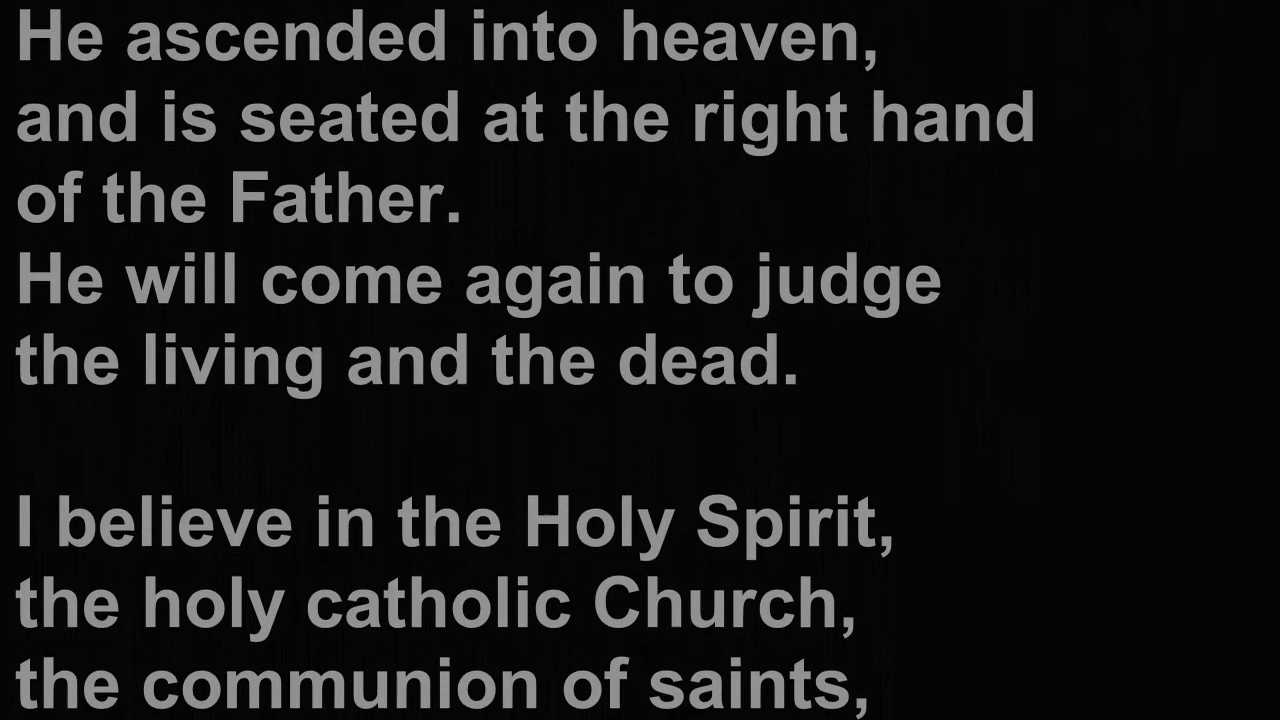 He ascended into heaven,
and is seated at the right hand
of the Father.
He will come again to judge
the living and the dead.
I believe in the Holy Spirit,
the holy catholic Church,
the communion of saints,